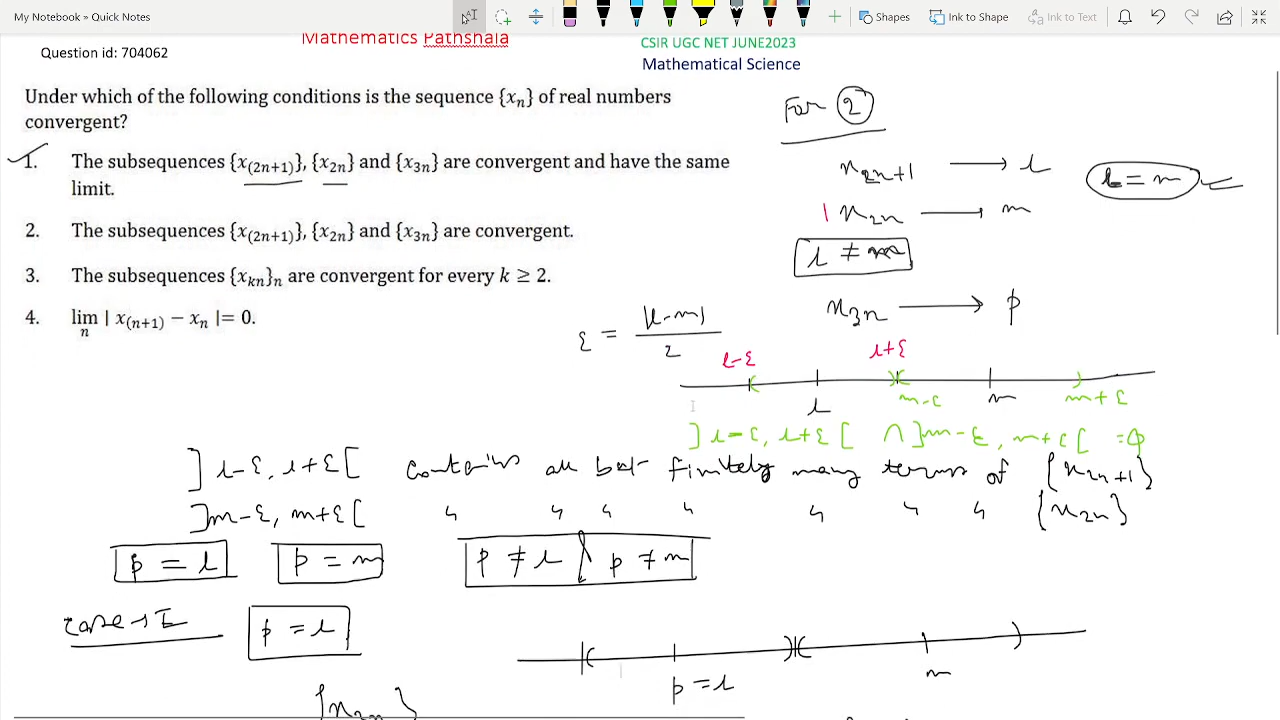 My Notebook » Quick Notes
Shapes
Ink to Shape
Ink to Text
Question id: 704062
Mathematics Pathshala
CSIR UGC NET JUNE2023
Mathematical Science
Under which of the following conditions is the sequence {xₙ} of real numbers
convergent?
1. The subsequences {x₍₂ₙ₊₁₎}, {x₂ₙ} and {x₃ₙ} are convergent and have the same
limit.
2. The subsequences {x₍₂ₙ₊₁₎}, {x₂ₙ} and {x₃ₙ} are convergent.
3. The subsequences {xₖₙ}ₙ are convergent for every k ≥ 2.
4. lim | x₍ₙ₊₁₎ − xₙ |= 0.
n
For 2
x₂ₙ₊₁ → l
l = m
x₂ₙ → m
l ≠ m
x₃ₙ → p
ε = |l-m|
2
l-ε l+ε
l m-ε m m+ε
]l-ε, l+ε[ ∩ ]m-ε, m+ε[ = ϕ
]l-ε, l+ε[ contains all but finitely many terms of {x₂ₙ₊₁}
]m-ε, m+ε[ " " " " " " " {x₂ₙ}
p = l p = m p ≠ l p ≠ m
case-I p = l
p = l m
{x₃ₙ}